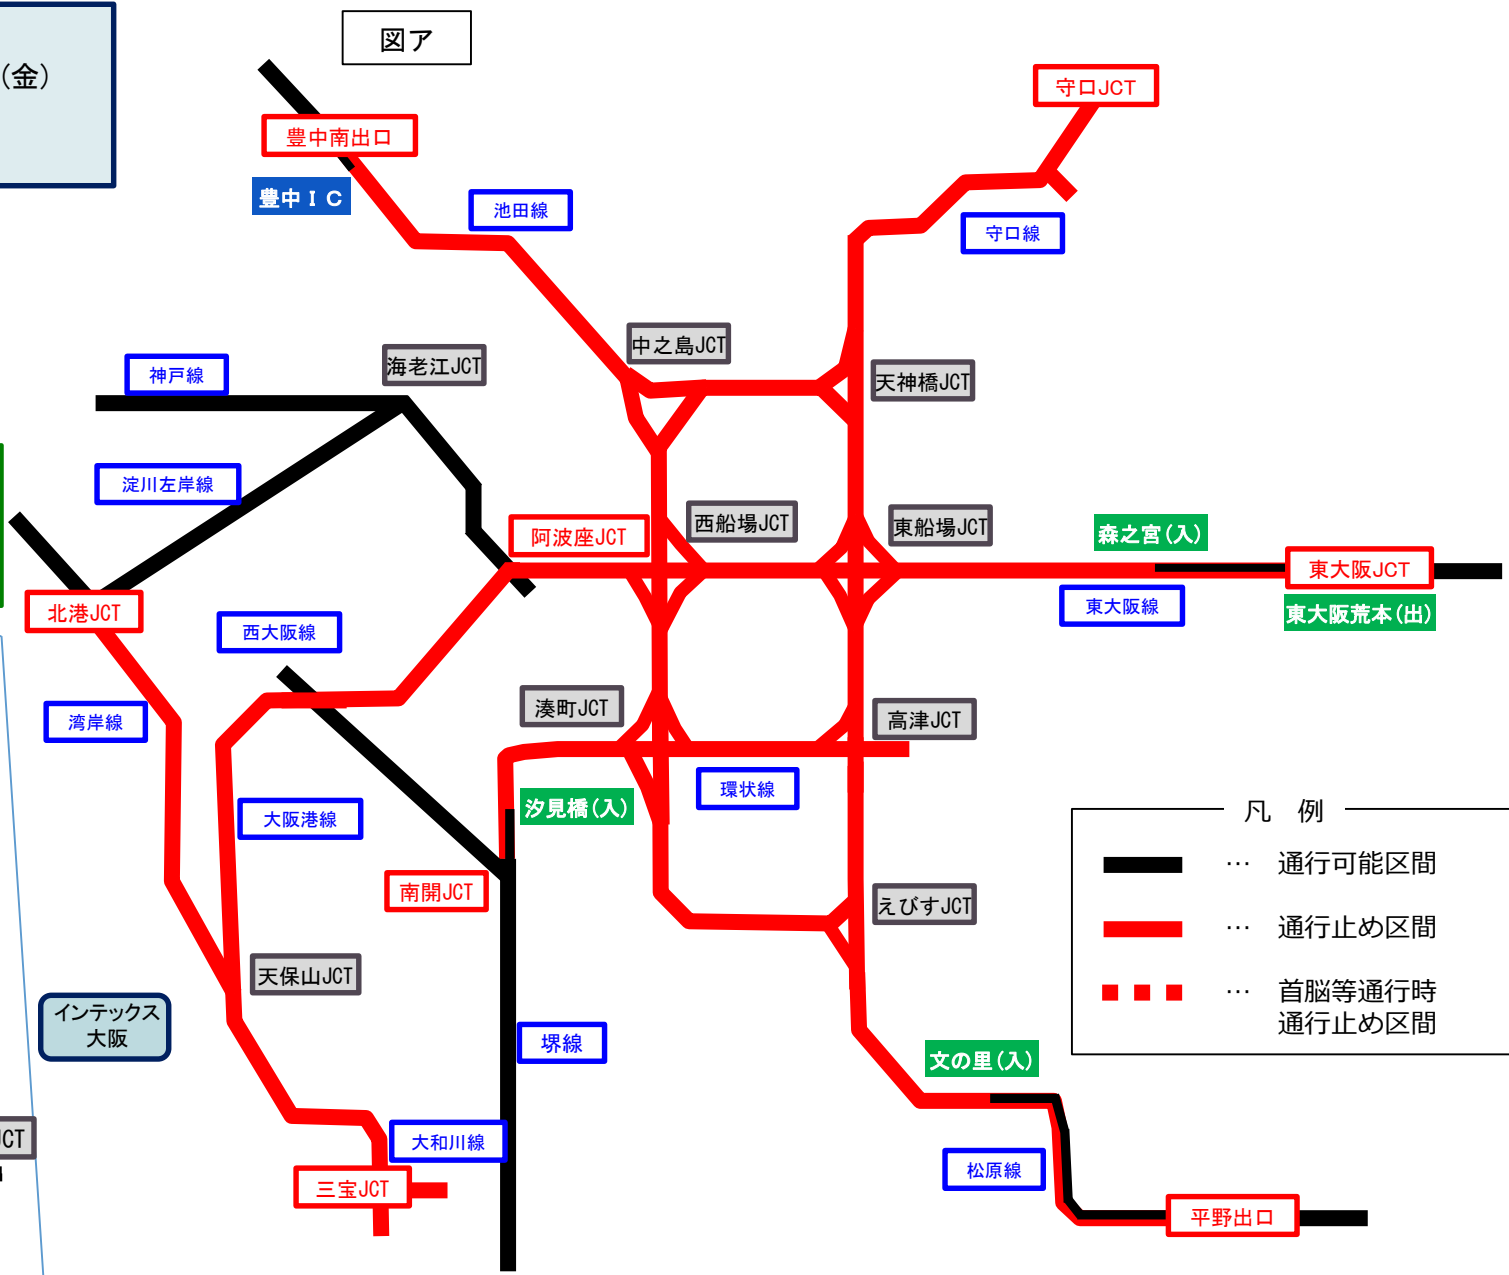 (金)
図ア
守口JCT
豊中南出口
豊中ＩＣ
池田線
守口線
中之島JCT
海老江JCT
神戸線
天神橋JCT
淀川左岸線
阿波座JCT
西船場JCT
東船場JCT
森之宮(入)
東大阪JCT
北港JCT
西大阪線
東大阪線
東大阪荒本(出)
湾岸線
湊町JCT
高津JCT
大阪港線
汐見橋(入)
環状線
凡 例
… 通行可能区間
南開JCT
えびすJCT
… 通行止め区間
天保山JCT
… 首脳等通行時
通行止め区間
インテックス
大阪
堺線
文の里(入)
JCT
大和川線
松原線
三宝JCT
平野出口